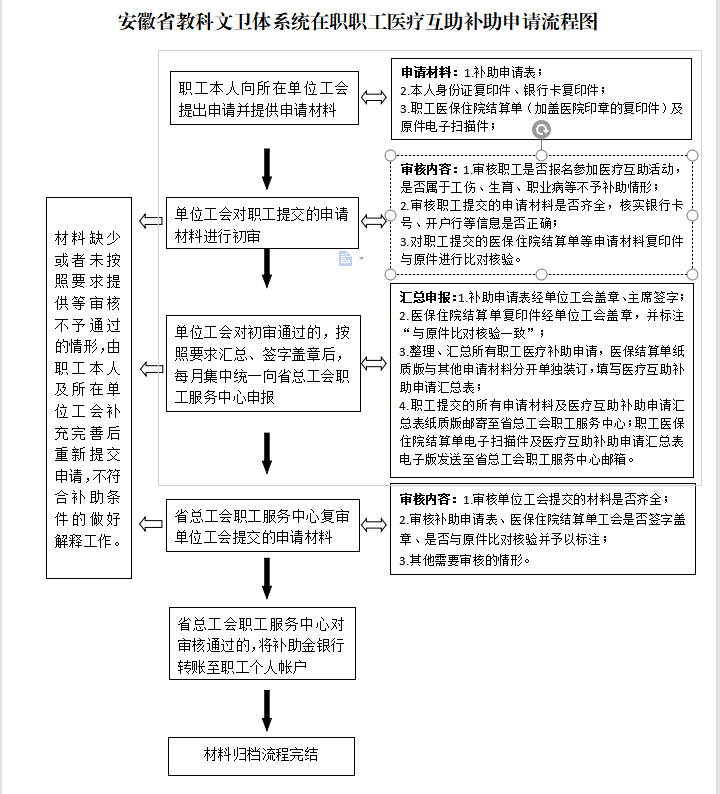 安徽省教科文卫体系统在职职工医疗互助补助申请流程图
职工本人向所在单位工会
提出申请并提供申请材料
申请材料：1.补助申请表；
2.本人身份证复印件、银行卡复印件；
3.职工医保住院结算单（加盖医院印章的复印件）及
原件电子扫描件；
单位工会对职工提交的申请
材料进行初审
审核内容：1.审核职工是否报名参加医疗互助活动，
是否属于工伤、生育、职业病等不予补助情形；
2.审核职工提交的申请材料是否齐全，核实银行卡
号、开户行等信息是否正确；
3.对职工提交的医保住院结算单等申请材料复印件
与原件进行比对核验。
材料缺少
或者未按
照要求提
供等审核
不予通过
的情形，由
职工本人
及所在单
位工会补
充完善后
重新提交
申请，不符
合补助条
件的做好
解释工作。
单位工会对初审通过的，按
照要求汇总、签字盖章后，
每月集中统一向省总工会职
工服务中心申报
汇总申报：1.补助申请表经单位工会盖章、主席签字；
2.医保住院结算单复印件经单位工会盖章，并标注
“与原件比对核验一致”；
3.整理、汇总所有职工医疗补助申请，医保结算单纸
质版与其他申请材料分开单独装订，填写医疗互助补
助申请汇总表；
4.职工提交的所有申请材料及医疗互助补助申请汇
总表纸质版邮寄至省总工会职工服务中心；职工医保
住院结算单电子扫描件及医疗互助补助申请汇总表
电子版发送至省总工会职工服务中心邮箱。
省总工会职工服务中心复审
单位工会提交的申请材料
审核内容：1.审核单位工会提交的材料是否齐全；
2.审核补助申请表、医保住院结算单工会是否签字盖
章、是否与原件比对核验并予以标注；
3.其他需要审核的情形。
省总工会职工服务中心对
审核通过的，将补助金银行
转账至职工个人帐户
材料归档流程完结